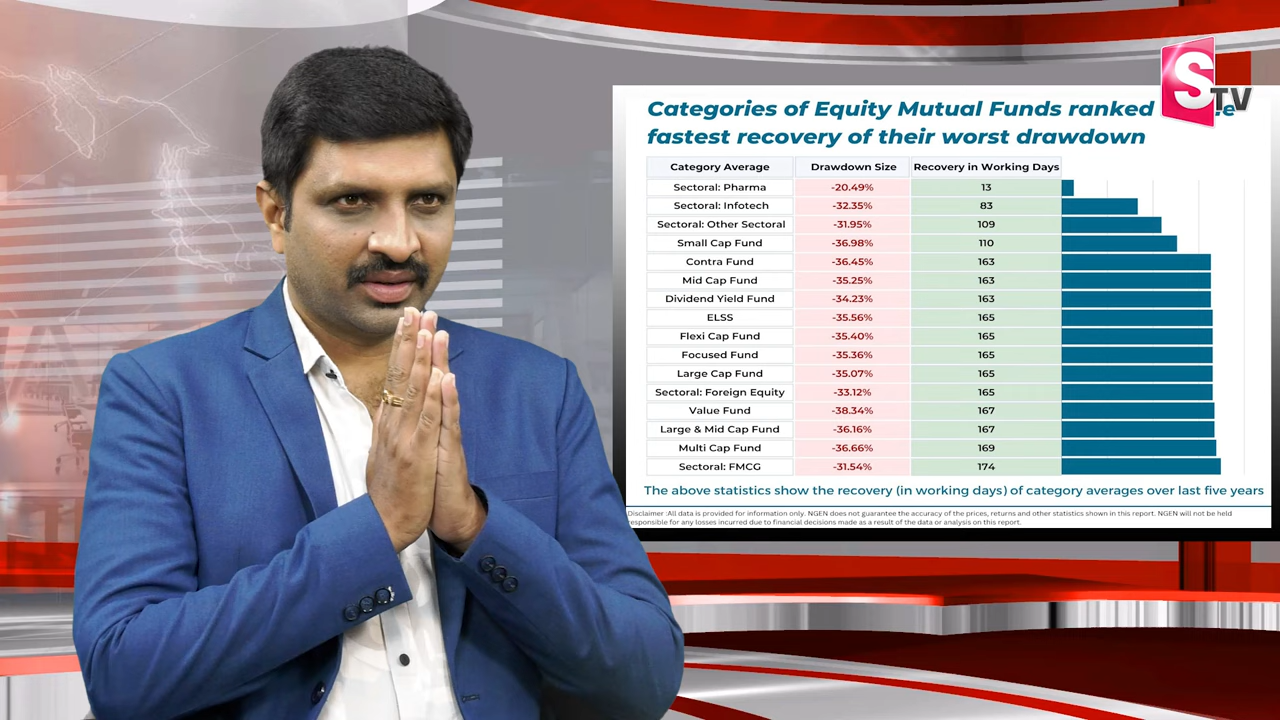 S TV
Categories of Equity Mutual Funds ranked
fastest recovery of their worst drawdown
Category Average Drawdown Size Recovery in Working Days
Sectoral: Pharma -20.49% 13
Sectoral: Infotech -32.35% 83
Sectoral: Other Sectoral -31.95% 109
Small Cap Fund -36.98% 110
Contra Fund -36.45% 163
Mid Cap Fund -35.25% 163
Dividend Yield Fund -34.23% 163
ELSS -35.56% 165
Flexi Cap Fund -35.40% 165
Focused Fund -35.36% 165
Large Cap Fund -35.07% 165
Sectoral: Foreign Equity -33.12% 165
Value Fund -38.34% 167
Large & Mid Cap Fund -36.16% 167
Multi Cap Fund -36.66% 169
Sectoral: FMCG -31.54% 174
The above statistics show the recovery (in working days) of category averages over last five years
Disclaimer :All data is provided for information only. NGEN does not guarantee the accuracy of the prices, returns and other statistics shown in this report. NGEN will not be held
responsible for any losses incurred due to financial decisions made as a result of the data or analysis on this report.